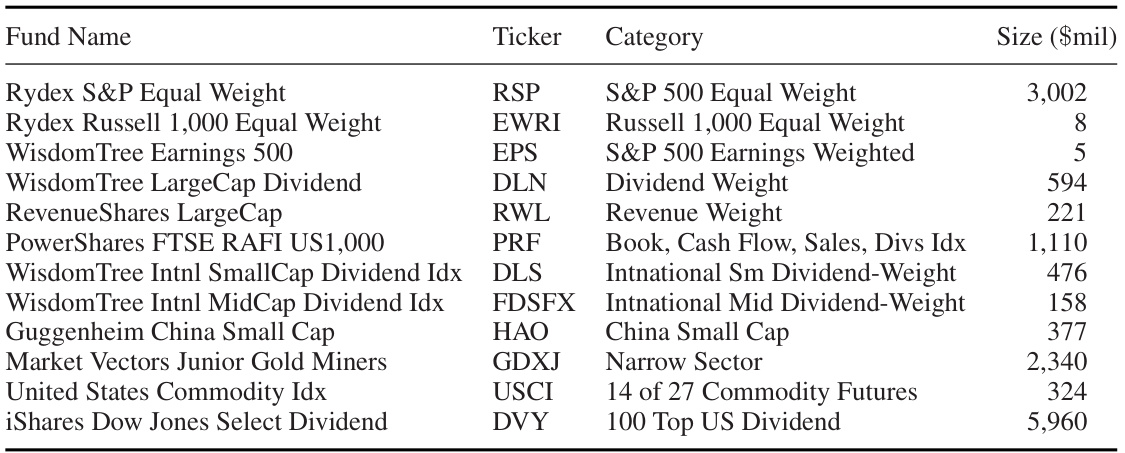 Fund Name Ticker Category Size ($mil)
Rydex S&P Equal Weight RSP S&P 500 Equal Weight 3,002
Rydex Russell 1,000 Equal Weight EWRI Russell 1,000 Equal Weight 8
WisdomTree Earnings 500 EPS S&P 500 Earnings Weighted 5
WisdomTree LargeCap Dividend DLN Dividend Weight 594
RevenueShares LargeCap RWL Revenue Weight 221
PowerShares FTSE RAFI US1,000 PRF Book, Cash Flow, Sales, Divs Idx 1,110
WisdomTree Intnl SmallCap Dividend Idx DLS Intnational Sm Dividend-Weight 476
WisdomTree Intnl MidCap Dividend Idx FDSFX Intnational Mid Dividend-Weight 158
Guggenheim China Small Cap HAO China Small Cap 377
Market Vectors Junior Gold Miners GDXJ Narrow Sector 2,340
United States Commodity Idx USCI 14 of 27 Commodity Futures 324
iShares Dow Jones Select Dividend DVY 100 Top US Dividend 5,960